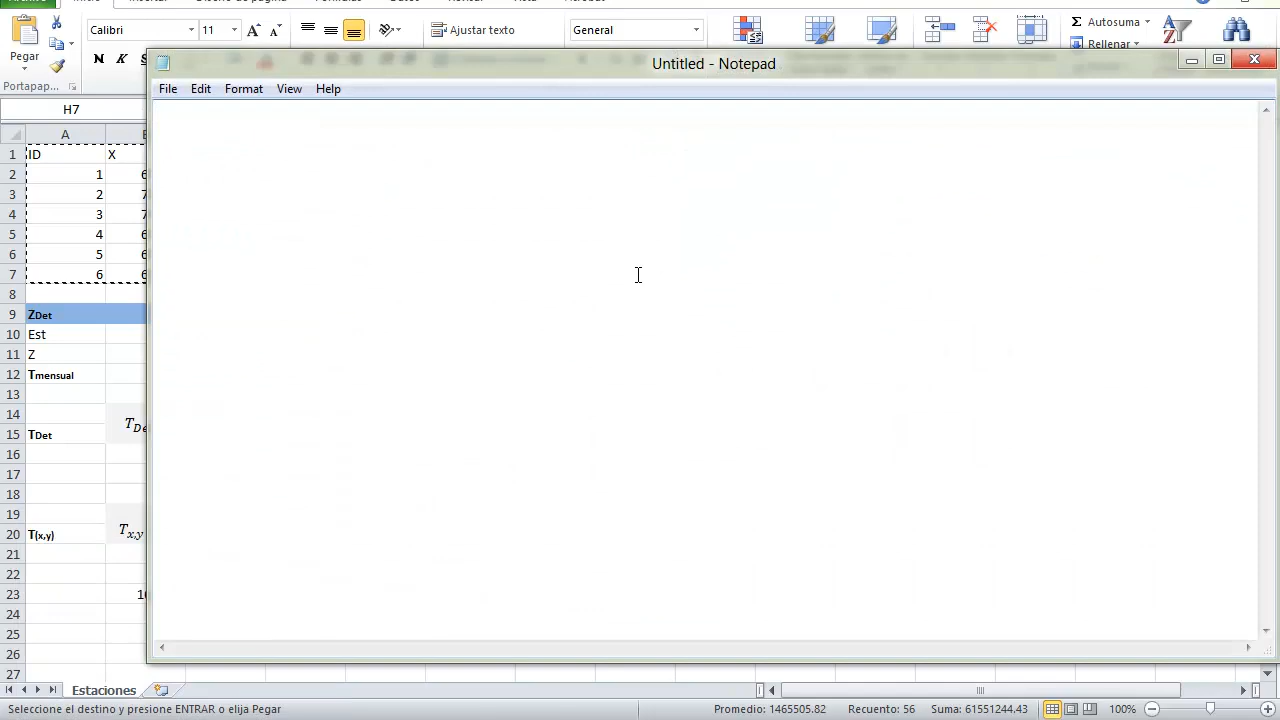 Calibri 11 Ajustar texto General Autosuma
Pegar Rellenar
Portapap...
Untitled - Notepad
File Edit Format View Help
H7
A
1 ID X
2 1
3 2
4 3
5 4
6 5
7 6
8
9 ZDet
10 Est
11 Z
12 Tmensual
13
14
15 TDet
16
17
18
19
20 T(x,y) Tx,y
21
22
23
24
25
26
27
Estaciones
Seleccione el destino y presione ENTRAR o elija Pegar Promedio: 1465505.82 Recuento: 56 Suma: 61551244.43 100%